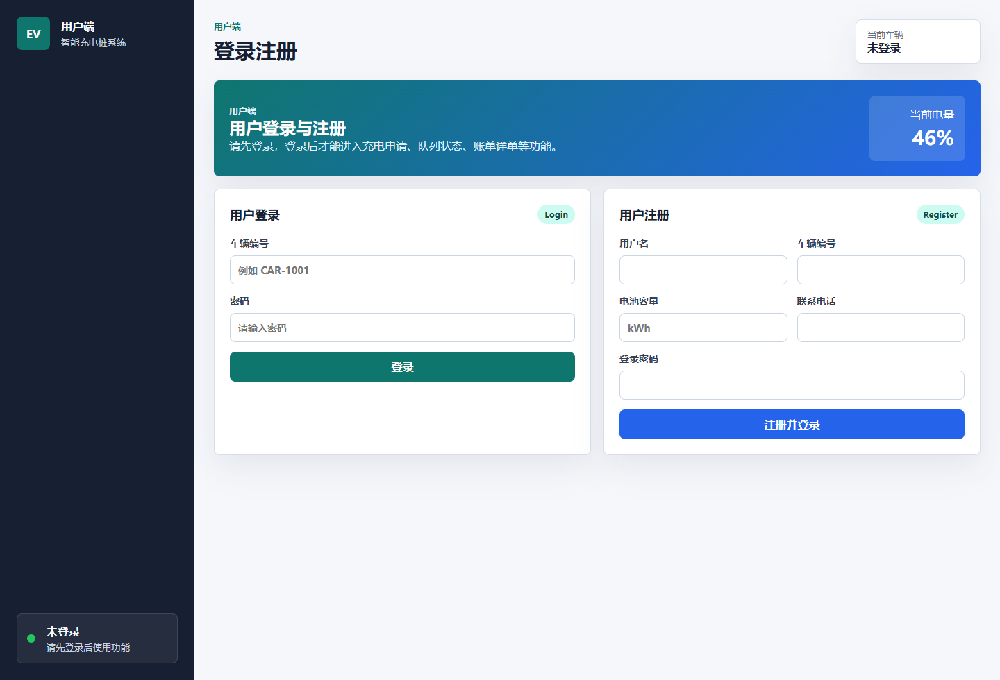 EV
用户端
智能充电桩系统
用户端
登录注册
当前车辆
未登录
用户端
用户登录与注册
请先登录，登录后才能进入充电申请、队列状态、账单详单等功能。
当前电量
46%
用户登录
Login
车辆编号
例如 CAR-1001
密码
请输入密码
登录
用户注册
Register
用户名
车辆编号
电池容量
联系电话
kWh
登录密码
注册并登录
未登录
请先登录后使用功能